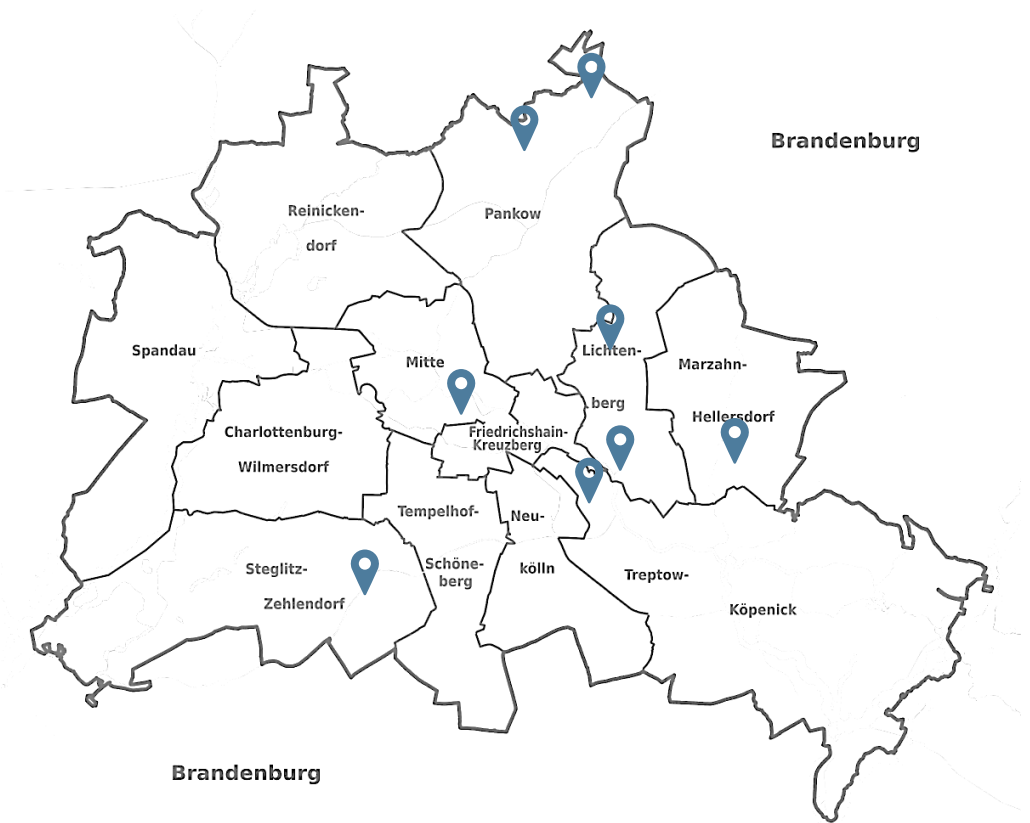 Brandenburg
Reinicken-
dorf
Pankow
Spandau
Mitte
Lichten-
berg
Marzahn-
Hellersdorf
Charlottenburg-
Wilmersdorf
Friedrichshain-
Kreuzberg
Tempelhof-
Schöne-
berg
Neu-
kölln
Steglitz-
Zehlendorf
Treptow-
Köpenick
Brandenburg